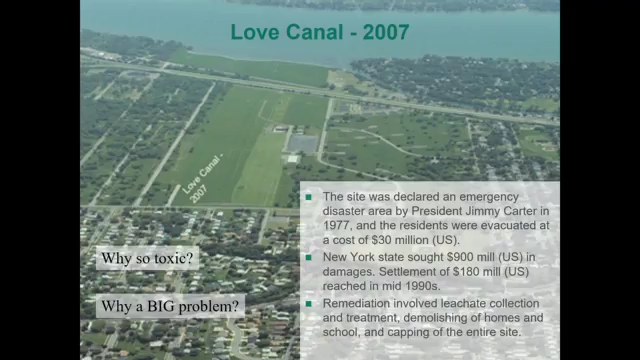 Love Canal - 2007
Love Canal -
2007
Why so toxic?
Why a BIG problem?
The site was declared an emergency
disaster area by President Jimmy Carter in
1977, and the residents were evacuated at
a cost of $30 million (US).
New York state sought $900 mill (US) in
damages. Settlement of $180 mill (US)
reached in mid 1990s.
Remediation involved leachate collection
and treatment, demolishing of homes and
school, and capping of the entire site.